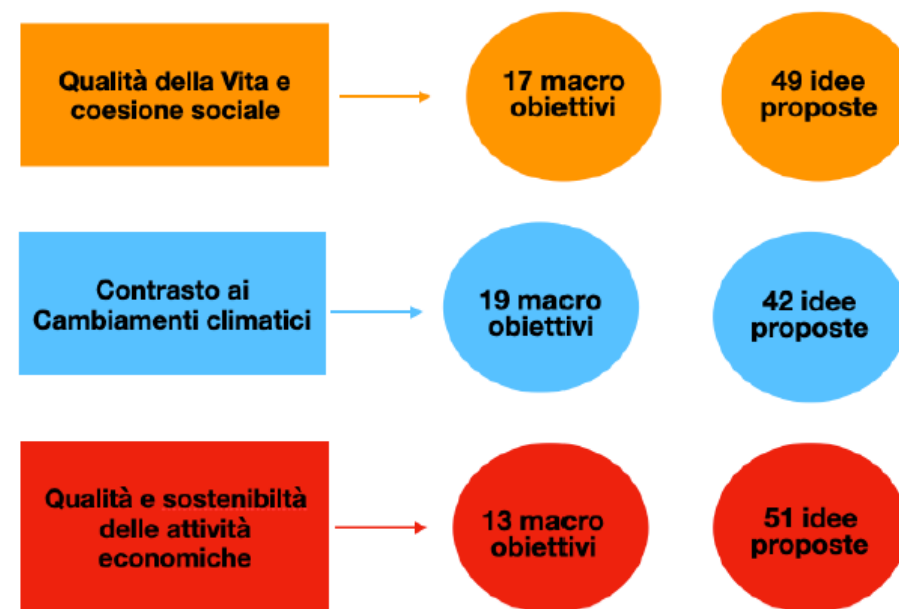 Qualità della Vita e
coesione sociale
17 macro
obiettivi
49 idee
proposte
Contrasto ai
Cambiamenti climatici
19 macro
obiettivi
42 idee
proposte
Qualità e sostenibiltà
delle attività
economiche
13 macro
obiettivi
51 idee
proposte